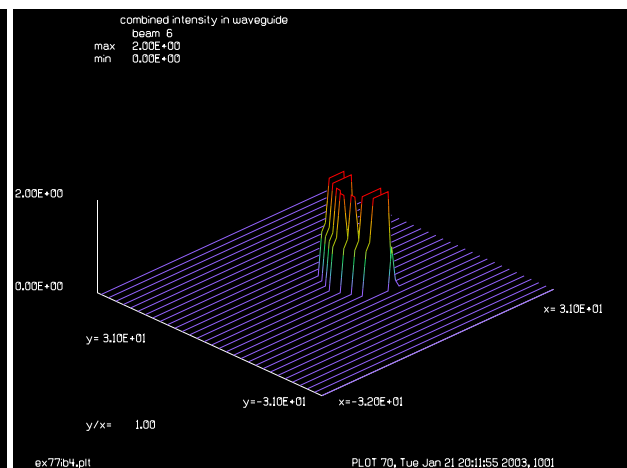 combined intensity in waveguide
beam 6
max 2.00E+00
min 0.00E+00
2.00E+00
0.00E+00
x= 3.10E+01
y= 3.10E+01
y=-3.10E+01 x=-3.20E+01
y/x= 1.00
ex77ib4.plt PLOT 70, Tue Jan 21 20:11:55 2003, 1001